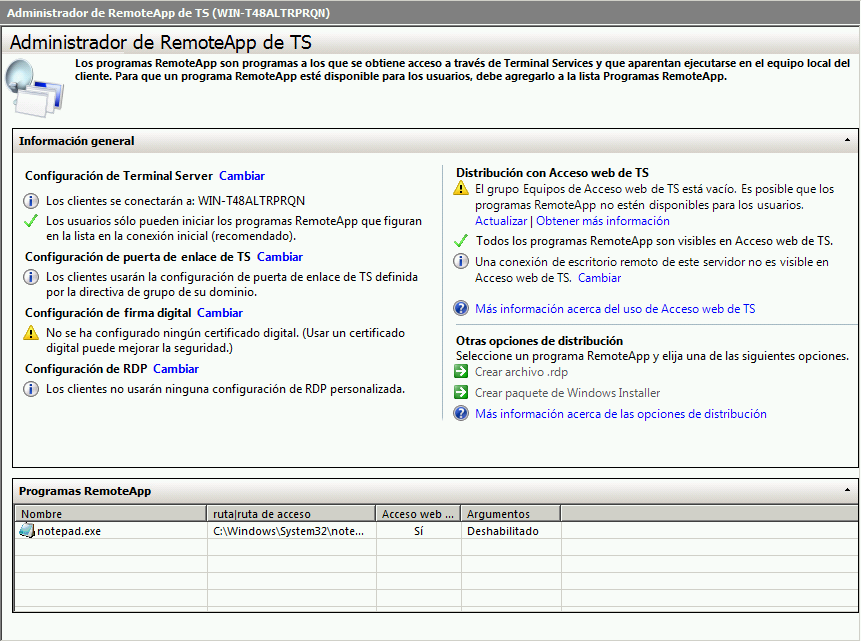 Administrador de RemoteApp de TS (WIN-T48ALTRPRQN)
Administrador de RemoteApp de TS
Los programas RemoteApp son programas a los que se obtiene acceso a través de Terminal Services y que aparentan ejecutarse en el equipo local del
cliente. Para que un programa RemoteApp esté disponible para los usuarios, debe agregarlo a la lista Programas RemoteApp.
Información general
Configuración de Terminal Server Cambiar
Los clientes se conectarán a: WIN-T48ALTRPRQN
Los usuarios sólo pueden iniciar los programas RemoteApp que figuran
en la lista en la conexión inicial (recomendado).
Configuración de puerta de enlace de TS Cambiar
Los clientes usarán la configuración de puerta de enlace de TS definida
por la directiva de grupo de su dominio.
Configuración de firma digital Cambiar
No se ha configurado ningún certificado digital. (Usar un certificado
digital puede mejorar la seguridad.)
Configuración de RDP Cambiar
Los clientes no usarán ninguna configuración de RDP personalizada.
Distribución con Acceso web de TS
El grupo Equipos de Acceso web de TS está vacío. Es posible que los
programas RemoteApp no estén disponibles para los usuarios.
Actualizar | Obtener más información
Todos los programas RemoteApp son visibles en Acceso web de TS.
Una conexión de escritorio remoto de este servidor no es visible en
Acceso web de TS. Cambiar
Más información acerca del uso de Acceso web de TS
Otras opciones de distribución
Seleccione un programa RemoteApp y elija una de las siguientes opciones.
Crear archivo .rdp
Crear paquete de Windows Installer
Más información acerca de las opciones de distribución
Programas RemoteApp
Nombre ruta|ruta de acceso Acceso web ... Argumentos
notepad.exe C:\Windows\System32\note... Sí Deshabilitado